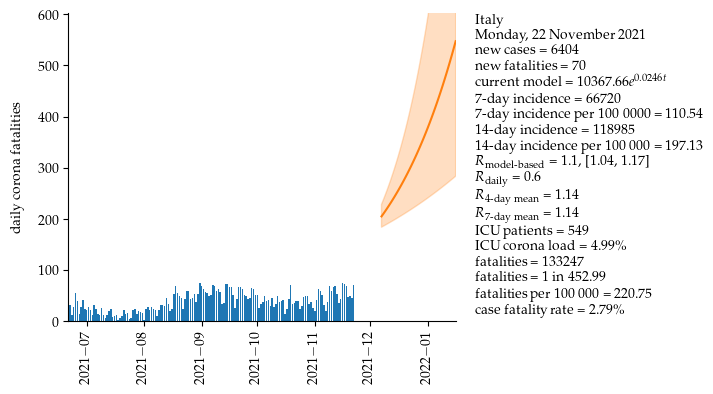 600
500
400
300
200
100
0
daily corona fatalities
2021−07
2021−08
2021−09
2021−10
2021−11
2021−12
2022−01
Italy
Monday, 22 November 2021
new cases = 6404
new fatalities = 70
current model = 10367.66e^0.0246t
7-day incidence = 66720
7-day incidence per 100 0000 = 110.54
14-day incidence = 118985
14-day incidence per 100 000 = 197.13
R_model-based = 1.1, [1.04, 1.17]
R_daily = 0.6
R_4-day mean = 1.14
R_7-day mean = 1.14
ICU patients = 549
ICU corona load = 4.99%
fatalities = 133247
fatalities = 1 in 452.99
fatalities per 100 000 = 220.75
case fatality rate = 2.79%